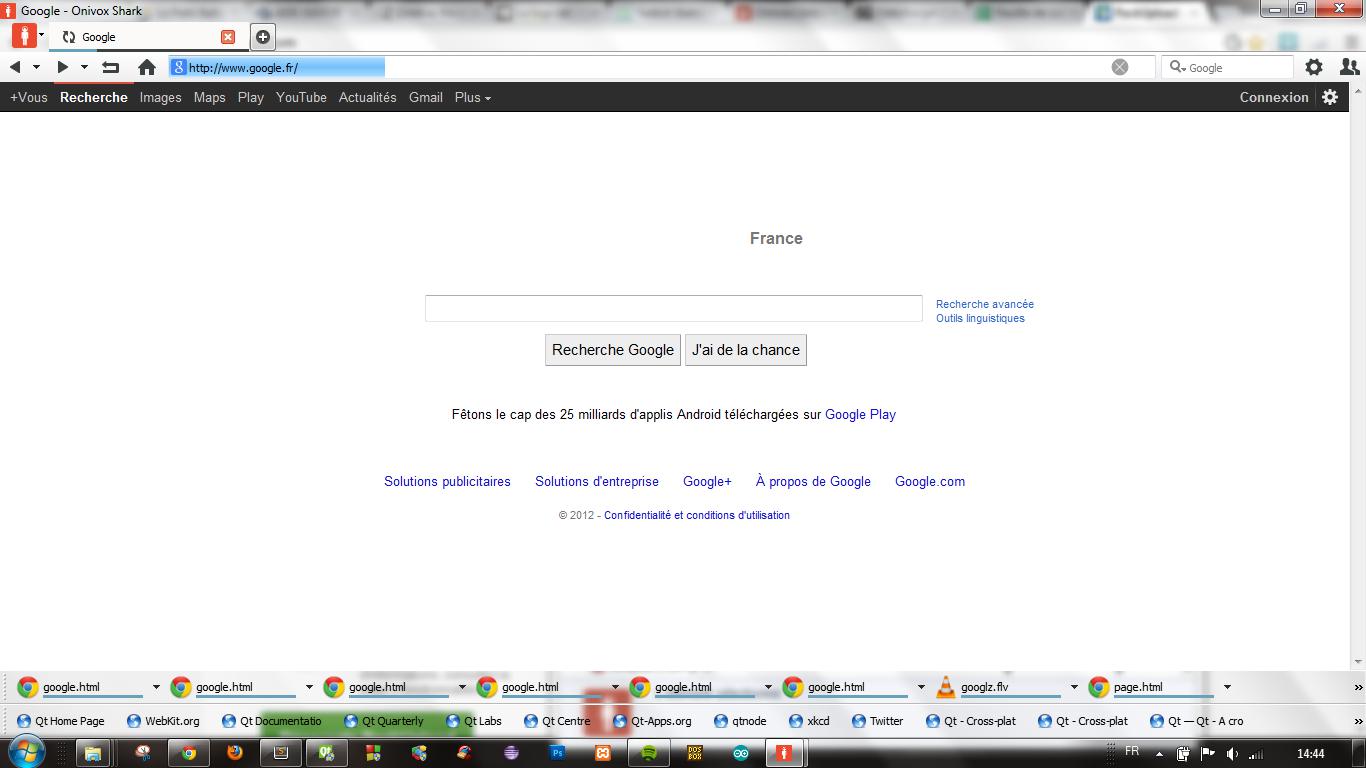 Google - Onivox Shark
Google
http://www.google.fr/
Google
+Vous Recherche Images Maps Play YouTube Actualités Gmail Plus Connexion
France
Recherche avancée
Outils linguistiques
Recherche Google J'ai de la chance
Fêtons le cap des 25 milliards d'applis Android téléchargées sur Google Play
Solutions publicitaires Solutions d'entreprise Google+ À propos de Google Google.com
© 2012 - Confidentialité et conditions d'utilisation
google.html google.html google.html google.html google.html google.html googlz.flv page.html »
Qt Home Page WebKit.org Qt Documentatio Qt Quarterly Qt Labs Qt Centre Qt-Apps.org qtnode xkcd Twitter Qt - Cross-plat Qt - Cross-plat Qt — Qt - A cro »
Ps DOS BOX FR 14:44